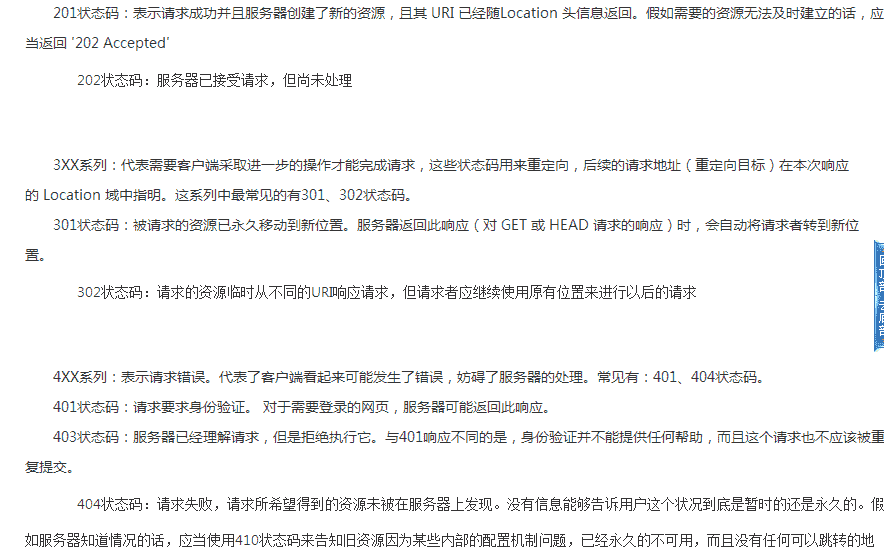 201状态码：表示请求成功并且服务器创建了新的资源，且其 URI 已经随Location 头信息返回。假如需要的资源无法及时建立的话，应
当返回 '202 Accepted'
202状态码：服务器已接受请求，但尚未处理
3XX系列：代表需要客户端采取进一步的操作才能完成请求，这些状态码用来重定向，后续的请求地址（重定向目标）在本次响应
的 Location 域中指明。这系列中最常见的有301、302状态码。
301状态码：被请求的资源已永久移动到新位置。服务器返回此响应（对 GET 或 HEAD 请求的响应）时，会自动将请求者转到新位
置。
302状态码：请求的资源临时从不同的URI响应请求，但请求者应继续使用原有位置来进行以后的请求
4XX系列：表示请求错误。代表了客户端看起来可能发生了错误，妨碍了服务器的处理。常见有：401、404状态码。
401状态码：请求要求身份验证。 对于需要登录的网页，服务器可能返回此响应。
403状态码：服务器已经理解请求，但是拒绝执行它。与401响应不同的是，身份验证并不能提供任何帮助，而且这个请求也不应该被重
复提交。
404状态码：请求失败，请求所希望得到的资源未被在服务器上发现。没有信息能够告诉用户这个状况到底是暂时的还是永久的。假
如服务器知道情况的话，应当使用410状态码来告知旧资源因为某些内部的配置机制问题，已经永久的不可用，而且没有任何可以跳转的地